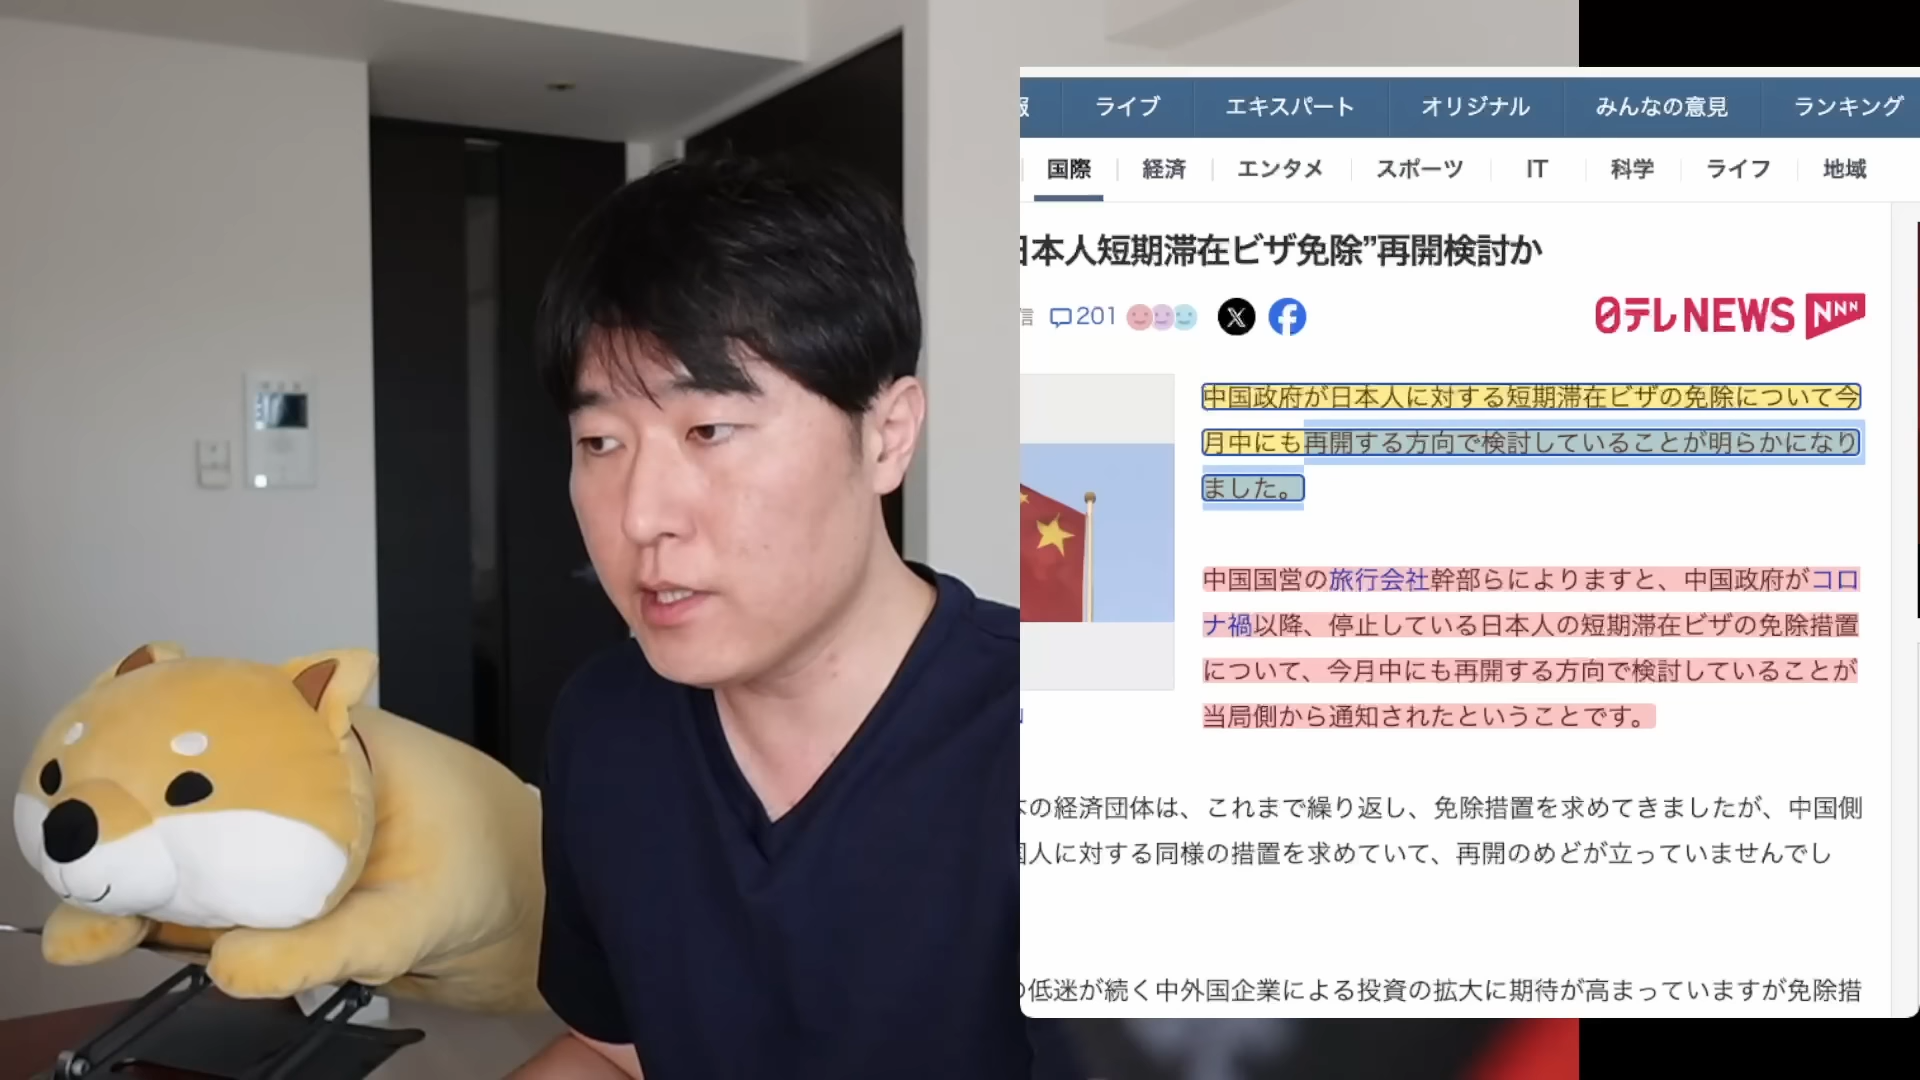 報 ライブ エキスパート オリジナル みんなの意見 ランキング
国際 経済 エンタメ スポーツ IT 科学 ライフ 地域
日本人短期滞在ビザ免除”再開検討か
信 201
日テレNEWS NNN
中国政府が日本人に対する短期滞在ビザの免除について今
月中にも再開する方向で検討していることが明らかになり
ました。
中国国営の旅行会社幹部らによりますと、中国政府がコロ
ナ禍以降、停止している日本人の短期滞在ビザの免除措置
について、今月中にも再開する方向で検討していることが
当局側から通知されたということです。
の経済団体は、これまで繰り返し、免除措置を求めてきましたが、中国側
人に対する同様の措置を求めていて、再開のめどが立っていませんでし
低迷が続く中外国企業による投資の拡大に期待が高まっていますが免除措